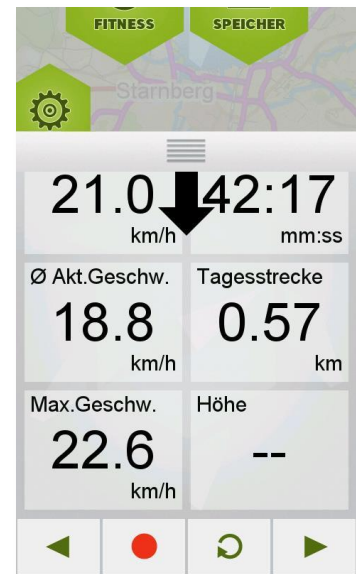 FITNESS SPEICHER
Starnberg
21.0 42:17
km/h mm:ss
Ø Akt.Geschw. Tagesstrecke
18.8 0.57
km/h km
Max.Geschw. Höhe
22.6 --
km/h